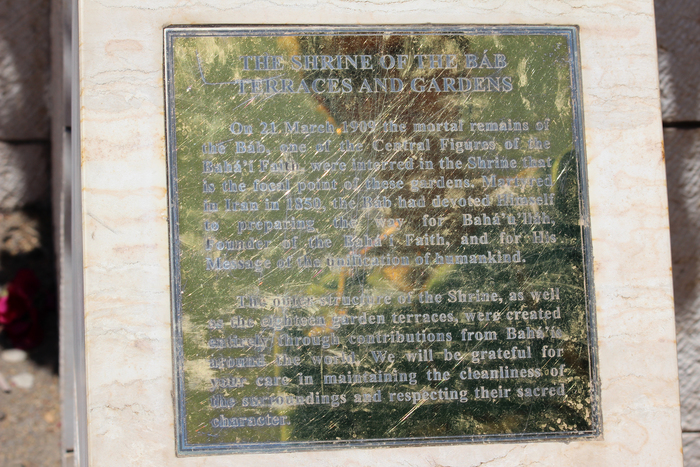 THE SHRINE OF THE BÁB
TERRACES AND GARDENS
On 21 March 1909 the mortal remains of
the Báb, one of the Central Figures of the
Bahá'í Faith, were interred in the Shrine that
is the focal point of these gardens. Martyred
in Iran in 1850, the Báb had devoted Himself
to preparing the way for Bahá'u'lláh,
Founder of the Bahá'í Faith, and for His
Message of the unification of humankind.
The outer structure of the Shrine, as well
as the eighteen garden terraces, were created
entirely through contributions from Bahá'ís
around the world. We will be grateful for
your care in maintaining the cleanliness of
the surroundings and respecting their sacred
character.